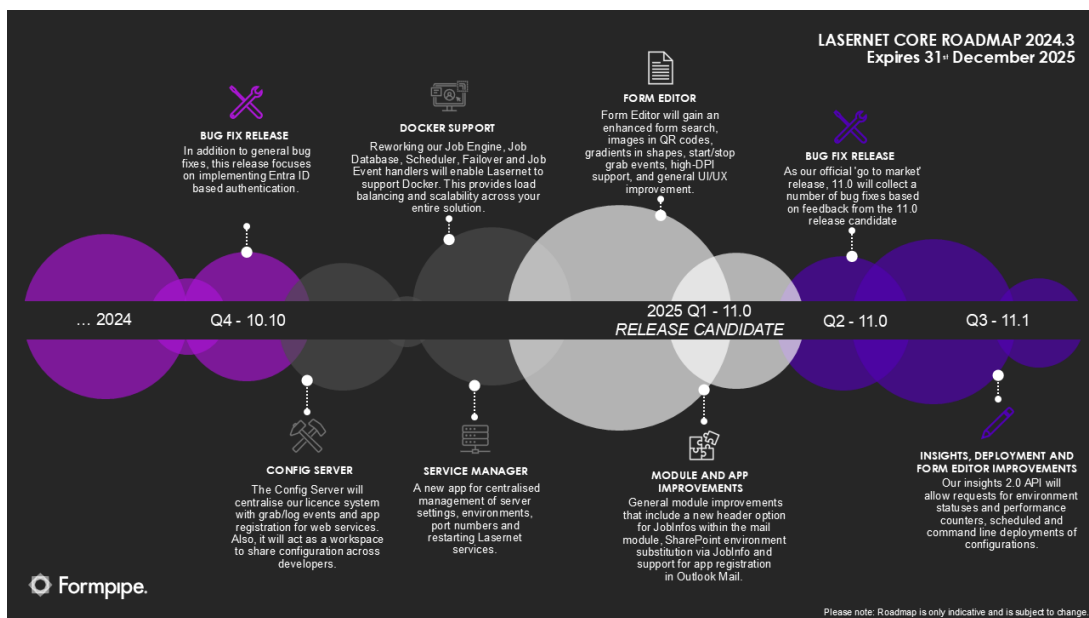 LASERNET CORE ROADMAP 2024.3
Expires 31st December 2025
BUG FIX RELEASE
In addition to general bug
fixes, this release focuses
on implementing Entra ID
based authentication.
DOCKER SUPPORT
Reworking our Job Engine, Job
Database, Scheduler, Failover and Job
Event handlers will enable Lasernet to
support Docker. This provides load
balancing and scalability across your
entire solution.
FORM EDITOR
Form Editor will gain an
enhanced form search,
images in QR codes,
gradients in shapes, start/stop
grab events, high-DPI
support, and general UI/UX
improvement.
BUG FIX RELEASE
As our official 'go to market'
release, 11.0 will collect a
number of bug fixes based
on feedback from the 11.0
release candidate
... 2024
Q4 - 10.10
2025 Q1 - 11.0
RELEASE CANDIDATE
Q2 - 11.0
Q3 - 11.1
CONFIG SERVER
The Config Server will
centralise our licence system
with grab/log events and app
registration for web services.
Also, it will act as a workspace
to share configuration across
developers.
SERVICE MANAGER
A new app for centralised
management of server
settings, environments,
port numbers and
restarting Lasernet
services.
MODULE AND APP
IMPROVEMENTS
General module improvements
that include a new header option
for JobInfos within the mail
module, SharePoint environment
substitution via JobInfo and
support for app registration
in Outlook Mail.
INSIGHTS, DEPLOYMENT AND
FORM EDITOR IMPROVEMENTS
Our insights 2.0 API will
allow requests for environment
statuses and performance
counters, scheduled and
command line deployments of
configurations.
Formpipe.
Please note: Roadmap is only indicative and is subject to change.